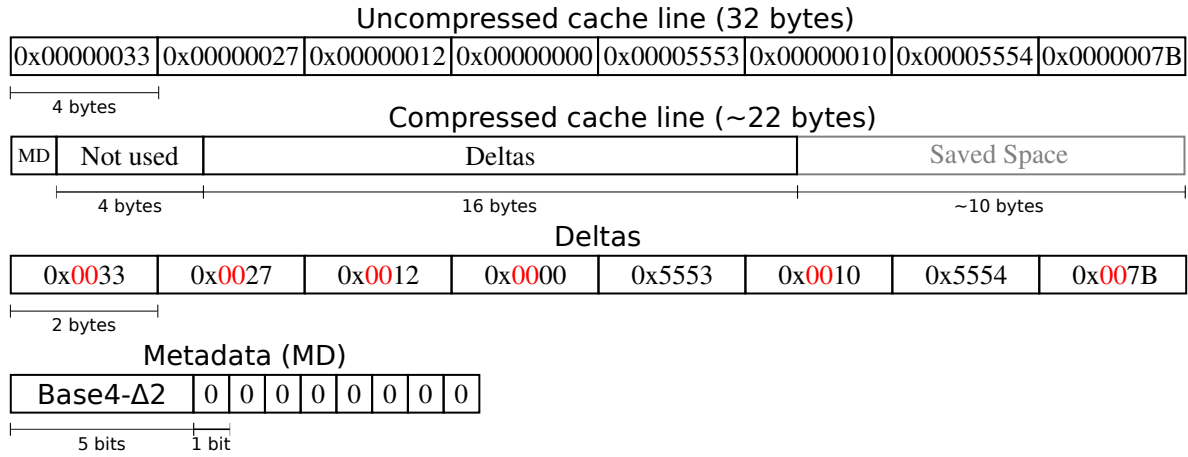 Uncompressed cache line (32 bytes)
0x00000033 0x00000027 0x00000012 0x00000000 0x00005553 0x00000010 0x00005554 0x0000007B
4 bytes
Compressed cache line (~22 bytes)
MD Not used Deltas Saved Space
4 bytes 16 bytes ~10 bytes
Deltas
0x0033 0x0027 0x0012 0x0000 0x5553 0x0010 0x5554 0x007B
2 bytes
Metadata (MD)
Base4-Δ2 0 0 0 0 0 0 0 0
5 bits 1 bit